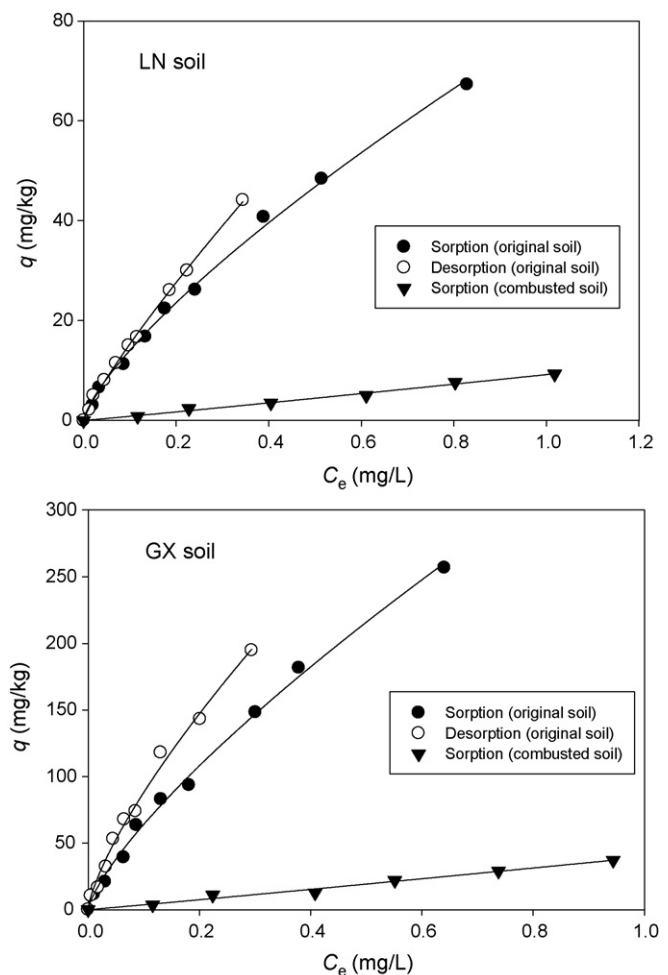 LN soil
80
60
40
20
0
q (mg/kg)
Sorption (original soil)
Desorption (original soil)
Sorption (combusted soil)
0.0 0.2 0.4 0.6 0.8 1.0 1.2
Ce (mg/L)
GX soil
300
250
200
150
100
50
0
q (mg/kg)
Sorption (original soil)
Desorption (original soil)
Sorption (combusted soil)
0.0 0.2 0.4 0.6 0.8 1.0
Ce (mg/L)